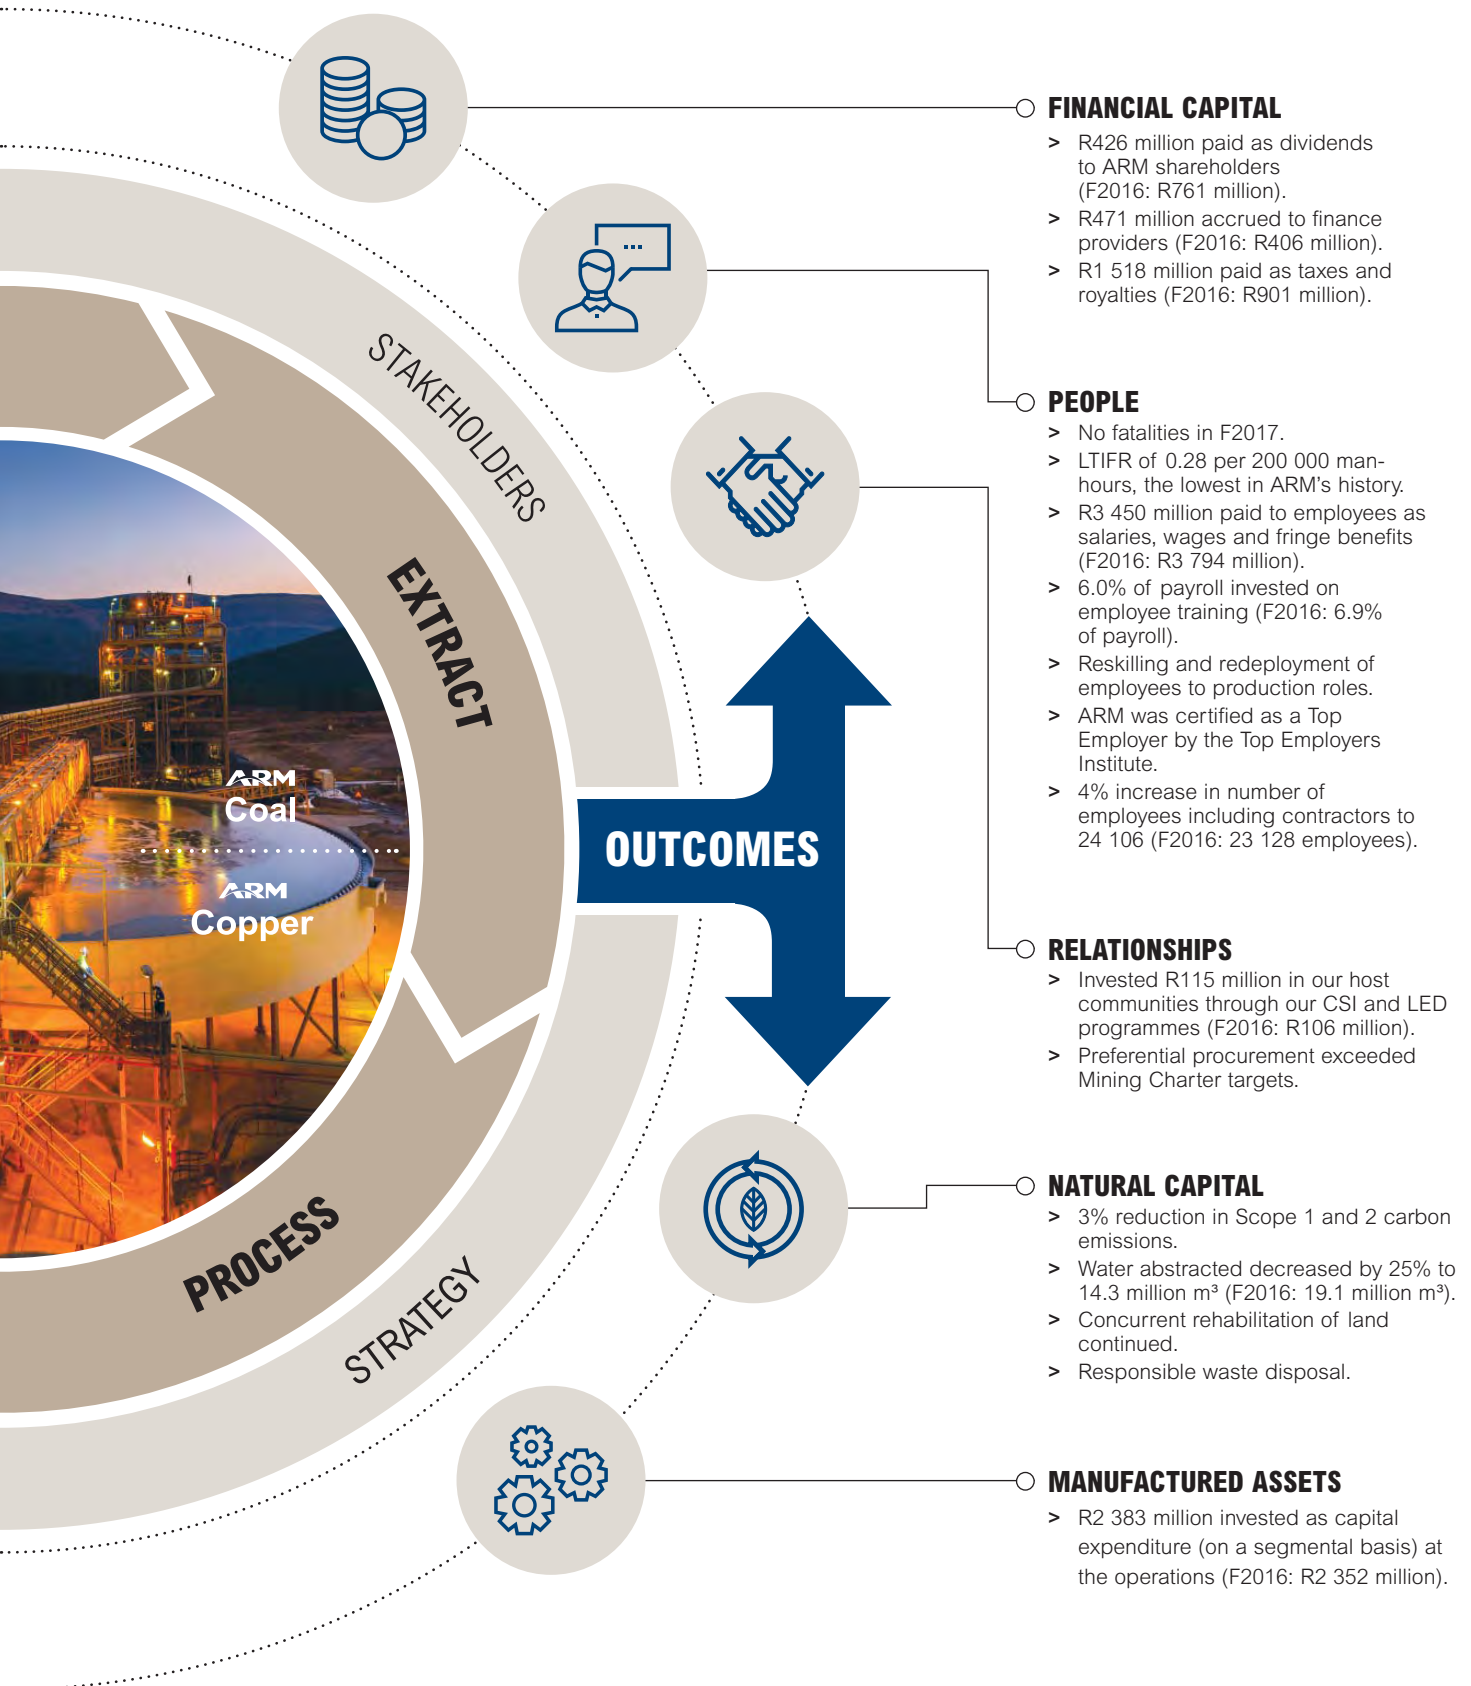 FINANCIAL CAPITAL
> R426 million paid as dividends
to ARM shareholders
(F2016: R761 million).
> R471 million accrued to finance
providers (F2016: R406 million).
> R1 518 million paid as taxes and
royalties (F2016: R901 million).
PEOPLE
> No fatalities in F2017.
> LTIFR of 0.28 per 200 000 man-
hours, the lowest in ARM's history.
> R3 450 million paid to employees as
salaries, wages and fringe benefits
(F2016: R3 794 million).
> 6.0% of payroll invested on
employee training (F2016: 6.9%
of payroll).
> Reskilling and redeployment of
employees to production roles.
> ARM was certified as a Top
Employer by the Top Employers
Institute.
> 4% increase in number of
employees including contractors to
24 106 (F2016: 23 128 employees).
RELATIONSHIPS
> Invested R115 million in our host
communities through our CSI and LED
programmes (F2016: R106 million).
> Preferential procurement exceeded
Mining Charter targets.
NATURAL CAPITAL
> 3% reduction in Scope 1 and 2 carbon
emissions.
> Water abstracted decreased by 25% to
14.3 million m³ (F2016: 19.1 million m³).
> Concurrent rehabilitation of land
continued.
> Responsible waste disposal.
MANUFACTURED ASSETS
> R2 383 million invested as capital
expenditure (on a segmental basis) at
the operations (F2016: R2 352 million).
STAKEHOLDERS
EXTRACT
ARM
Coal
ARM
Copper
OUTCOMES
PROCESS
STRATEGY